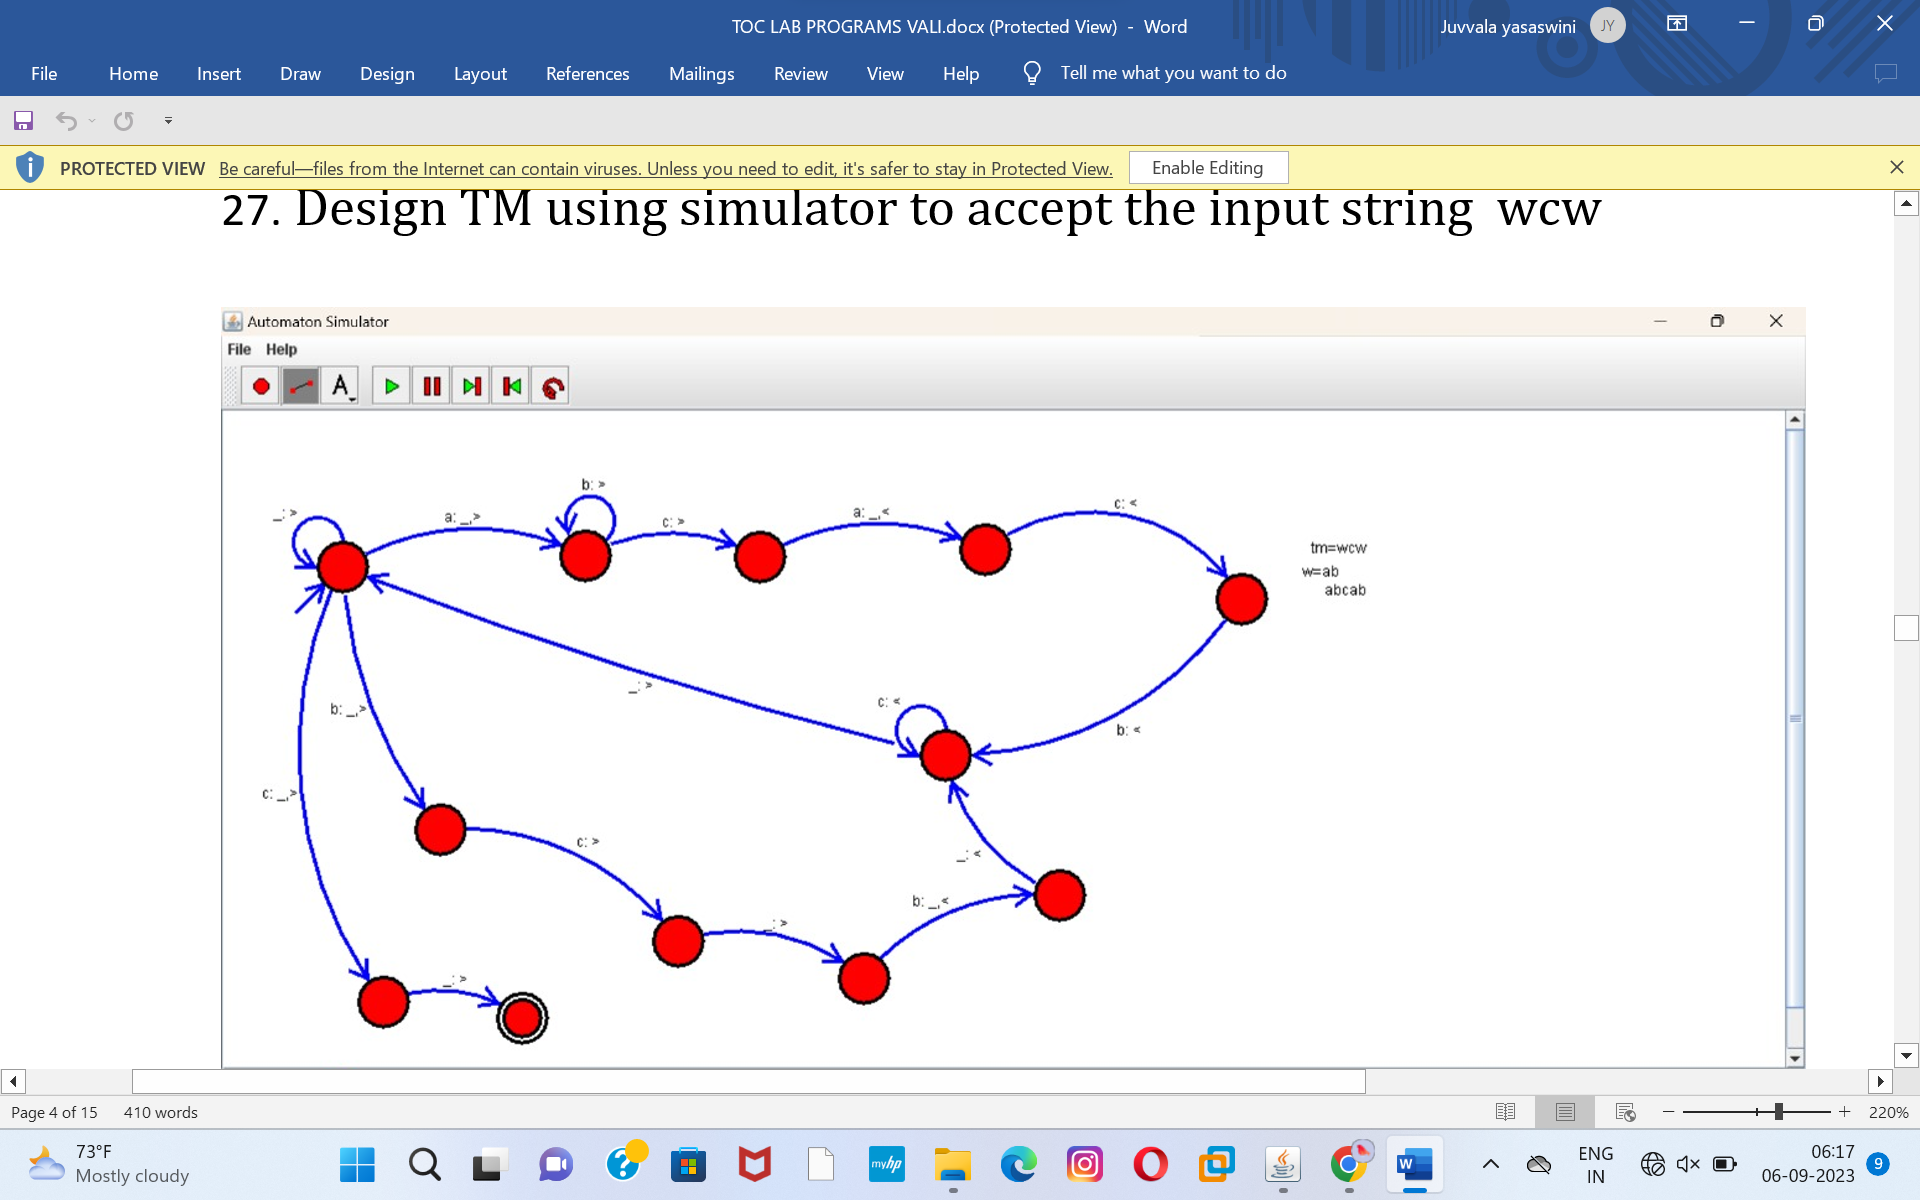 TOC LAB PROGRAMS VALI.docx (Protected View) - Word
Juvvala yasaswini
JY
File Home Insert Draw Design Layout References Mailings Review View Help Tell me what you want to do
PROTECTED VIEW Be careful—files from the Internet can contain viruses. Unless you need to edit, it's safer to stay in Protected View. Enable Editing
27. Design TM using simulator to accept the input string wcw
Automaton Simulator
File Help
A
b: >
_: >
a: _,>
c: >
a: _,<
c: <
tm=wcw
w=ab
abcab
_: >
c: <
b: _,>
b: <
c: _,>
c: >
_: <
b: _,<
_: >
_: >
Page 4 of 15 410 words
220%
73°F
Mostly cloudy
myhp
W
ENG
IN
06:17
06-09-2023
9